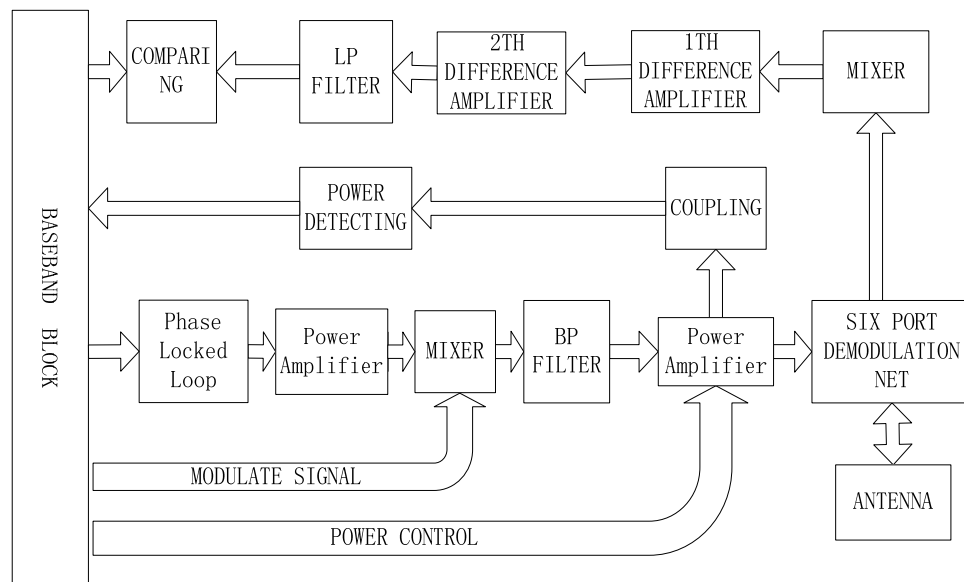 COMPARI
NG
LP
FILTER
2TH
DIFFERENCE
AMPLIFIER
1TH
DIFFERENCE
AMPLIFIER
MIXER
BASEBAND BLOCK
POWER
DETECTING
COUPLING
Phase
Locked
Loop
Power
Amplifier
MIXER
BP
FILTER
Power
Amplifier
SIX PORT
DEMODULATION
NET
MODULATE SIGNAL
ANTENNA
POWER CONTROL